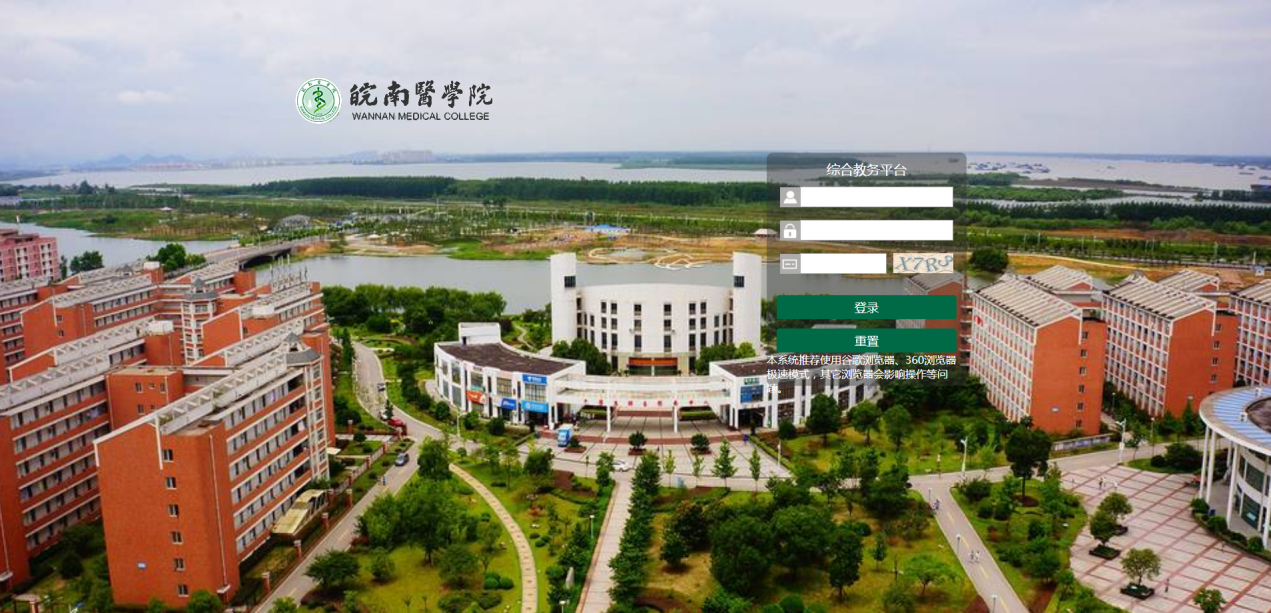 皖南醫學院
WANNAN MEDICAL COLLEGE
综合教务平台
X7R8
登录
重置
本系统推荐使用谷歌浏览器、360浏览器
极速模式，其它浏览器会影响操作等问
题。